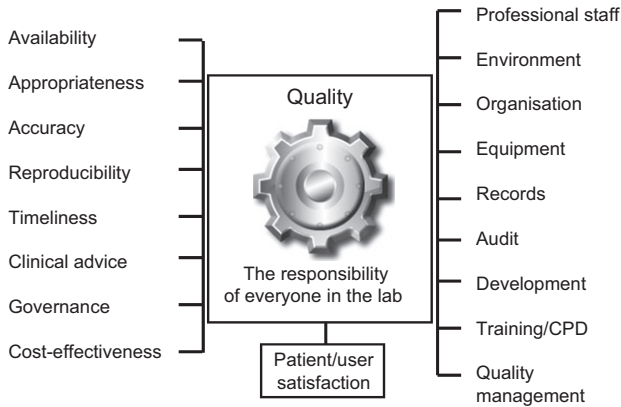 Availability
Appropriateness
Accuracy
Reproducibility
Timeliness
Clinical advice
Governance
Cost-effectiveness
Quality
The responsibility
of everyone in the lab
Patient/user
satisfaction
Professional staff
Environment
Organisation
Equipment
Records
Audit
Development
Training/CPD
Quality
management